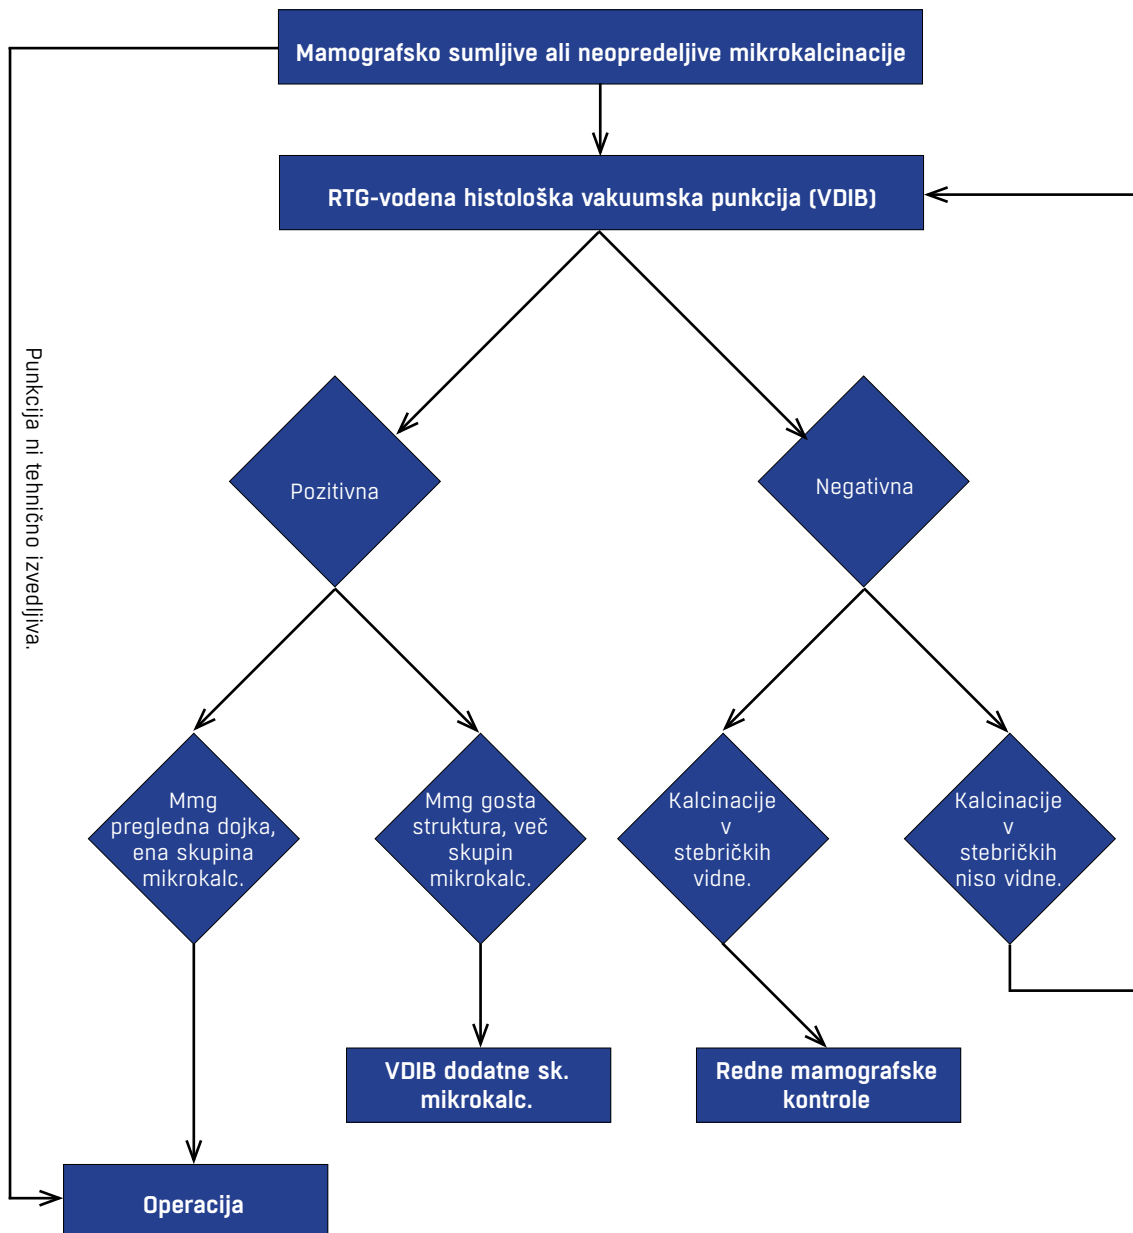 Mamografsko sumljive ali neopredeljive mikrokalcinacije
RTG-vodena histološka vakuumska punkcija (VDIB)
Punkcija ni tehnično izvedljiva.
Pozitivna
Negativna
Mmg
pregledna dojka,
ena skupina
mikrokalc.
Mmg gosta
struktura, več
skupin
mikrokalc.
Kalcinacije
v
stebričkih
vidne.
Kalcinacije
v
stebričkih
niso vidne.
VDIB dodatne sk.
mikrokalc.
Redne mamografske
kontrole
Operacija